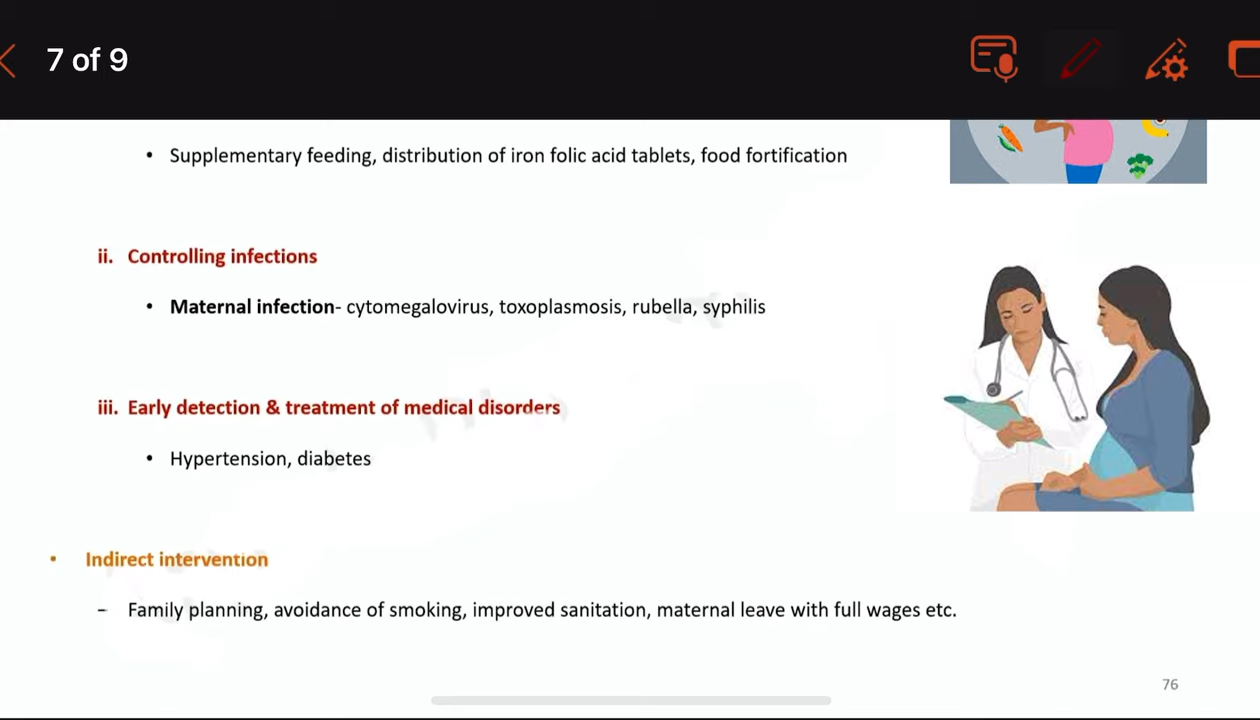 7 of 9
• Supplementary feeding, distribution of iron folic acid tablets, food fortification
ii. Controlling infections
• Maternal infection- cytomegalovirus, toxoplasmosis, rubella, syphilis
iii. Early detection & treatment of medical disorders
• Hypertension, diabetes
• Indirect intervention
– Family planning, avoidance of smoking, improved sanitation, maternal leave with full wages etc.
76